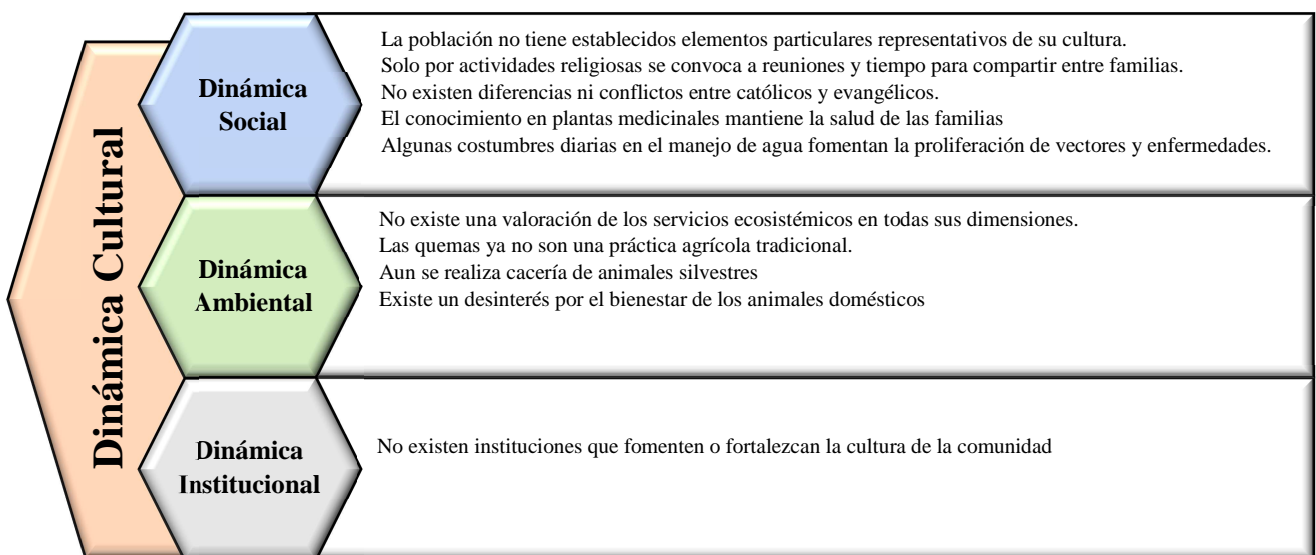 Dinámica Cultural
Dinámica
Social
La población no tiene establecidos elementos particulares representativos de su cultura.
Solo por actividades religiosas se convoca a reuniones y tiempo para compartir entre familias.
No existen diferencias ni conflictos entre católicos y evangélicos.
El conocimiento en plantas medicinales mantiene la salud de las familias
Algunas costumbres diarias en el manejo de agua fomentan la proliferación de vectores y enfermedades.
Dinámica
Ambiental
No existe una valoración de los servicios ecosistémicos en todas sus dimensiones.
Las quemas ya no son una práctica agrícola tradicional.
Aun se realiza cacería de animales silvestres
Existe un desinterés por el bienestar de los animales domésticos
Dinámica
Institucional
No existen instituciones que fomenten o fortalezcan la cultura de la comunidad